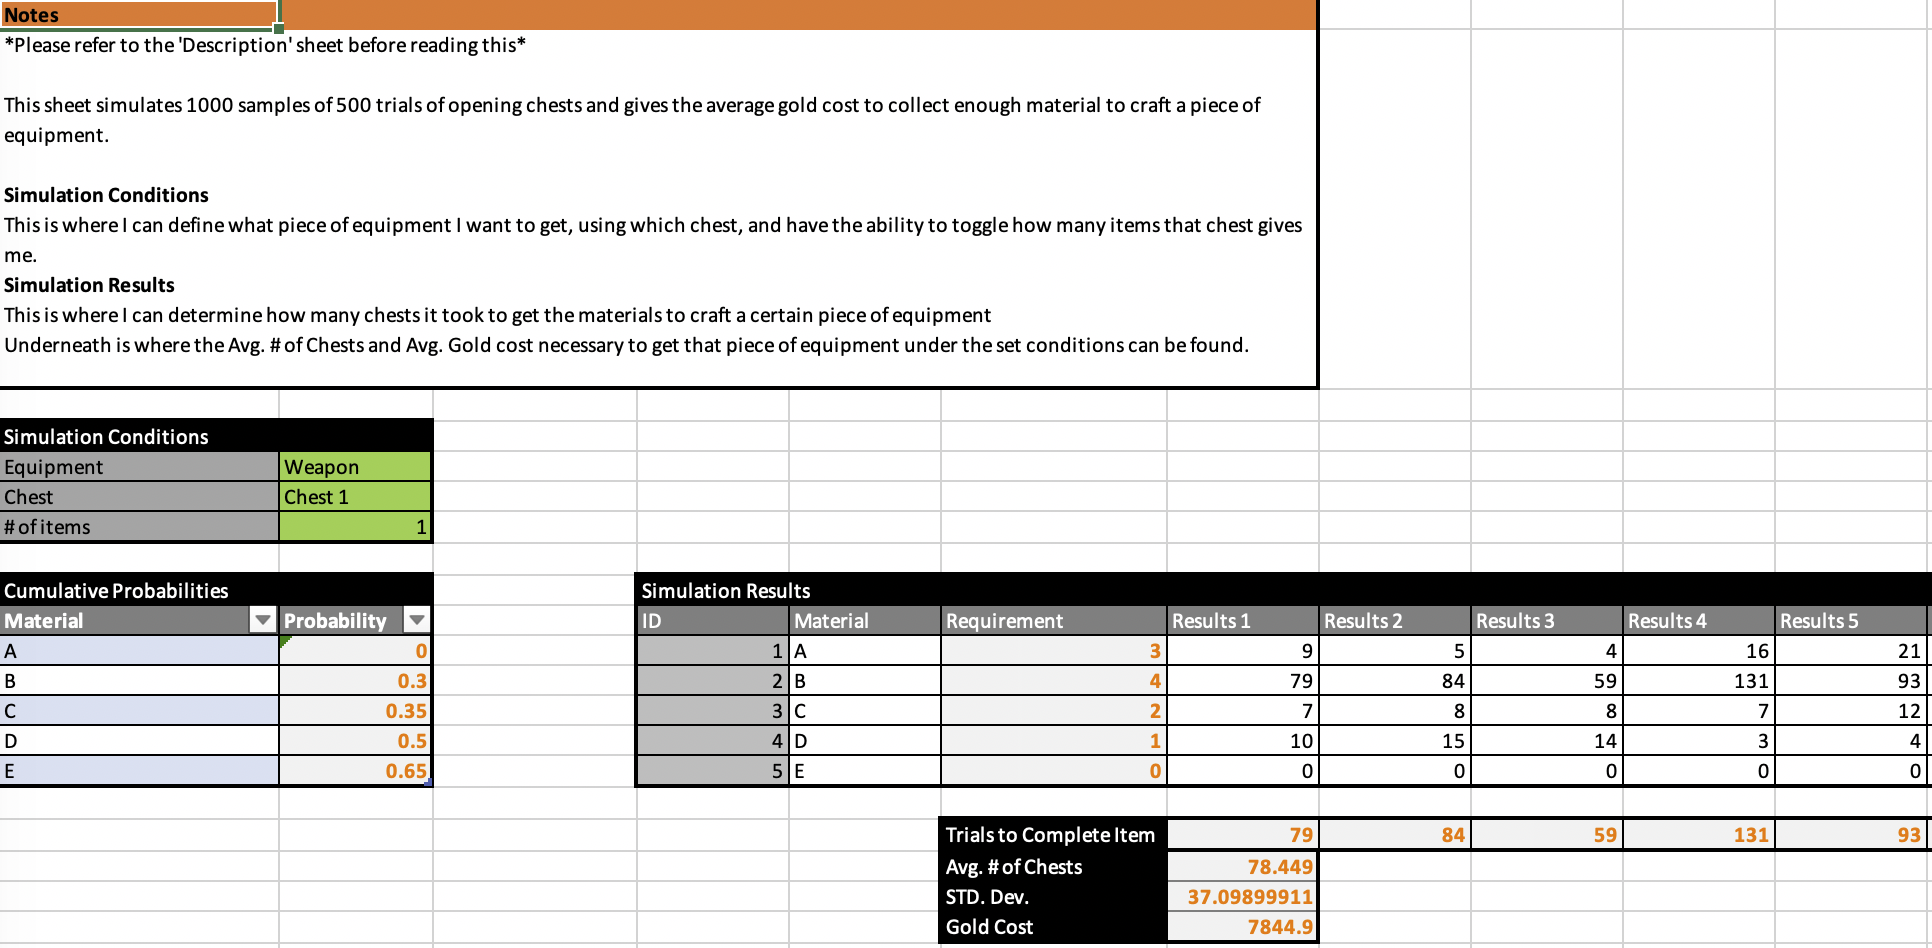 Notes
*Please refer to the 'Description' sheet before reading this*
This sheet simulates 1000 samples of 500 trials of opening chests and gives the average gold cost to collect enough material to craft a piece of
equipment.
Simulation Conditions
This is where I can define what piece of equipment I want to get, using which chest, and have the ability to toggle how many items that chest gives
me.
Simulation Results
This is where I can determine how many chests it took to get the materials to craft a certain piece of equipment
Underneath is where the Avg. # of Chests and Avg. Gold cost necessary to get that piece of equipment under the set conditions can be found.
Simulation Conditions
Equipment Weapon
Chest Chest 1
# of items 1
Cumulative Probabilities
Material Probability
A 0
B 0.3
C 0.35
D 0.5
E 0.65
Simulation Results
ID Material Requirement Results 1 Results 2 Results 3 Results 4 Results 5
1 A 3 9 5 4 16 21
2 B 4 79 84 59 131 93
3 C 2 7 8 8 7 12
4 D 1 10 15 14 3 4
5 E 0 0 0 0 0 0
Trials to Complete Item 79 84 59 131 93
Avg. # of Chests 78.449
STD. Dev. 37.09899911
Gold Cost 7844.9